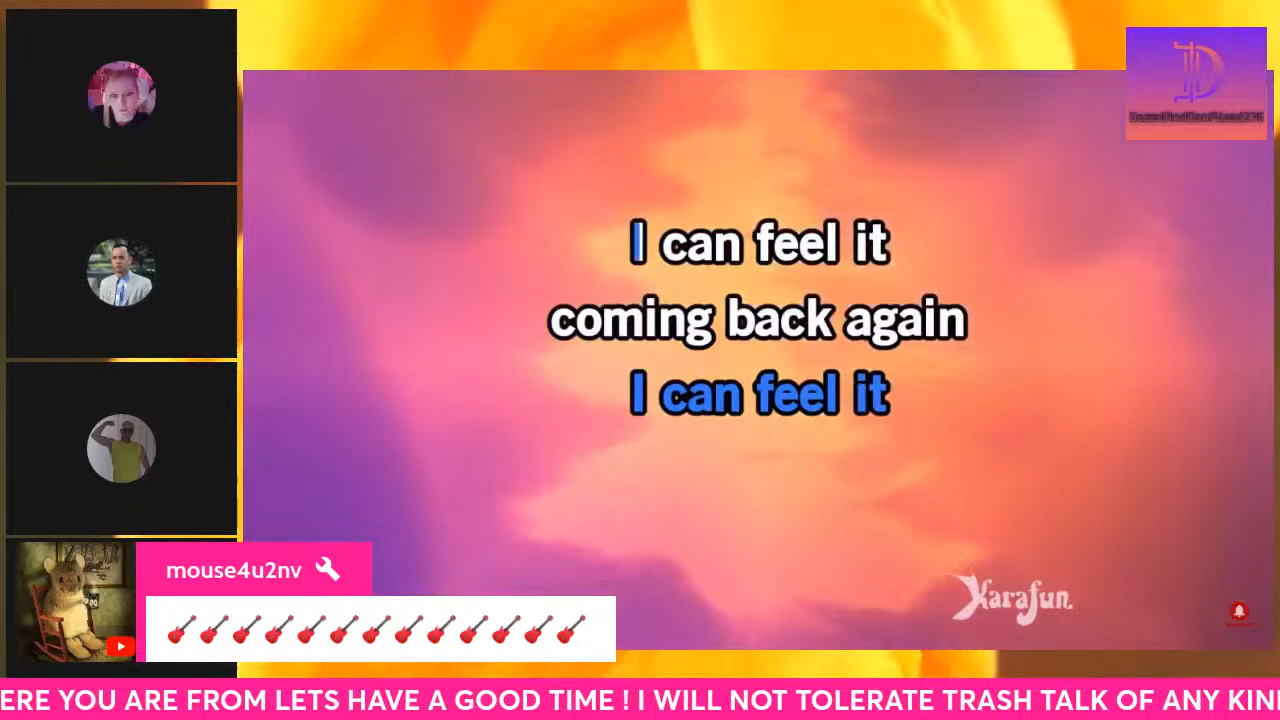 I can feel it
coming back again
I can feel it
Karafun
mouse4u2nv
ERE YOU ARE FROM LETS HAVE A GOOD TIME ! I WILL NOT TOLERATE TRASH TALK OF ANY KIN